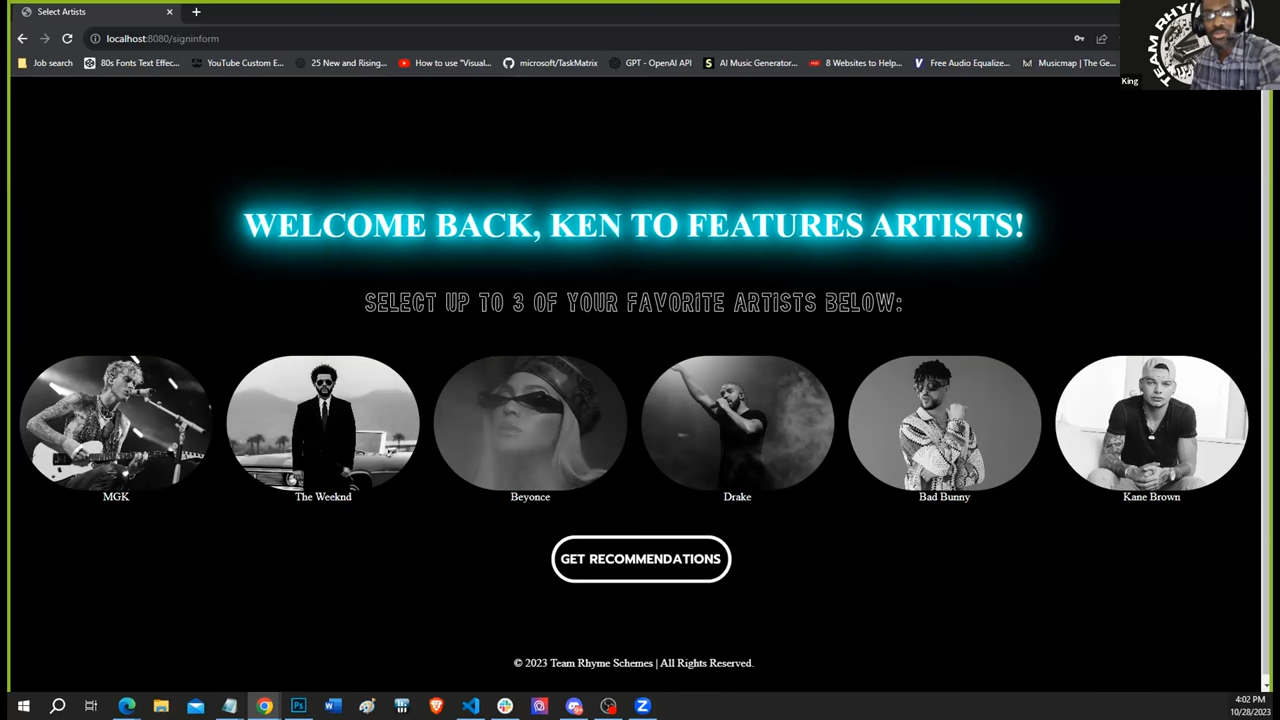 Select Artists
localhost:8080/signinform
Job search
80s Fonts Text Effec...
YouTube Custom E...
25 New and Rising...
How to use "Visual...
microsoft/TaskMatrix
GPT - OpenAI API
AI Music Generator...
8 Websites to Help...
Free Audio Equalize...
Musicmap | The Ge...
TEAM RHYM
King
WELCOME BACK, KEN TO FEATURES ARTISTS!
SELECT UP TO 3 OF YOUR FAVORITE ARTISTS BELOW:
MGK
The Weeknd
Beyonce
Drake
Bad Bunny
Kane Brown
GET RECOMMENDATIONS
© 2023 Team Rhyme Schemes | All Rights Reserved.
4:02 PM
10/28/2023